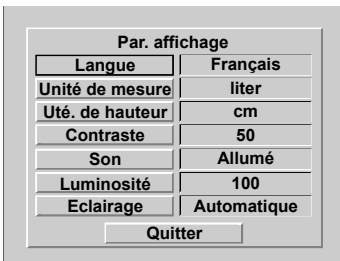 Par. affichage
Langue Français
Unité de mesure liter
Uté. de hauteur cm
Contraste 50
Son Allumé
Luminosité 100
Eclairage Automatique
Quitter